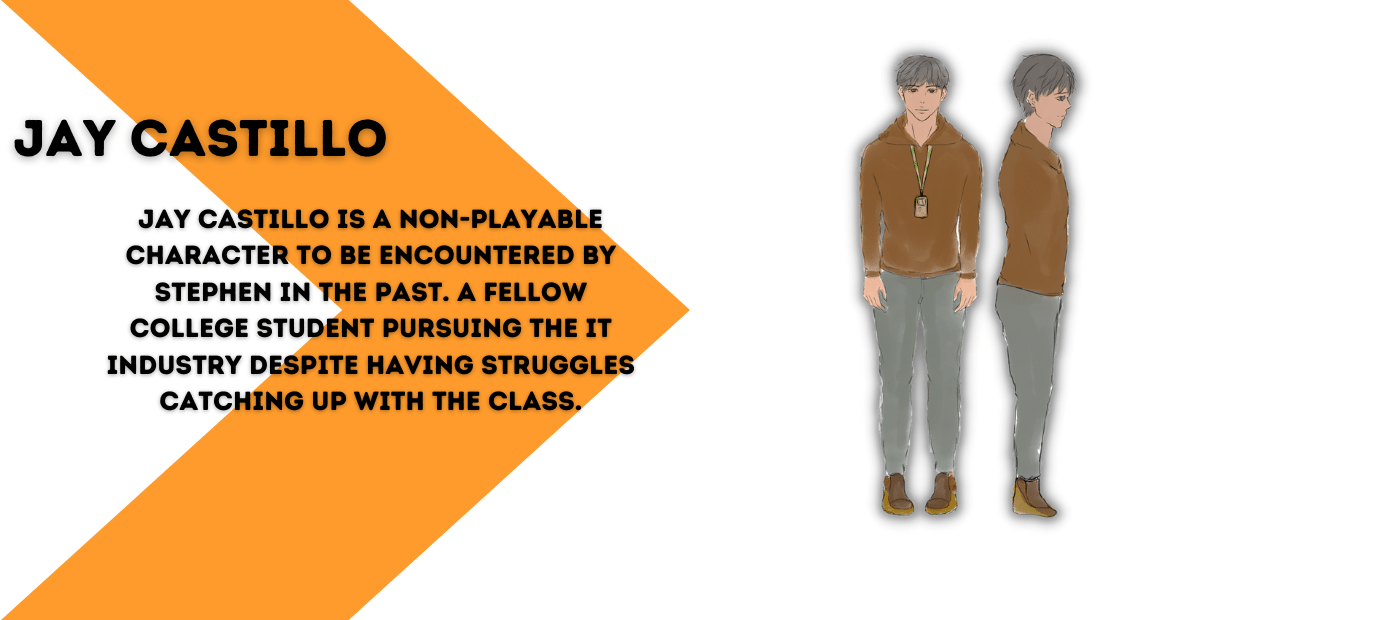 JAY CASTILLO
JAY CASTILLO IS A NON-PLAYABLE
CHARACTER TO BE ENCOUNTERED BY
STEPHEN IN THE PAST. A FELLOW
COLLEGE STUDENT PURSUING THE IT
INDUSTRY DESPITE HAVING STRUGGLES
CATCHING UP WITH THE CLASS.